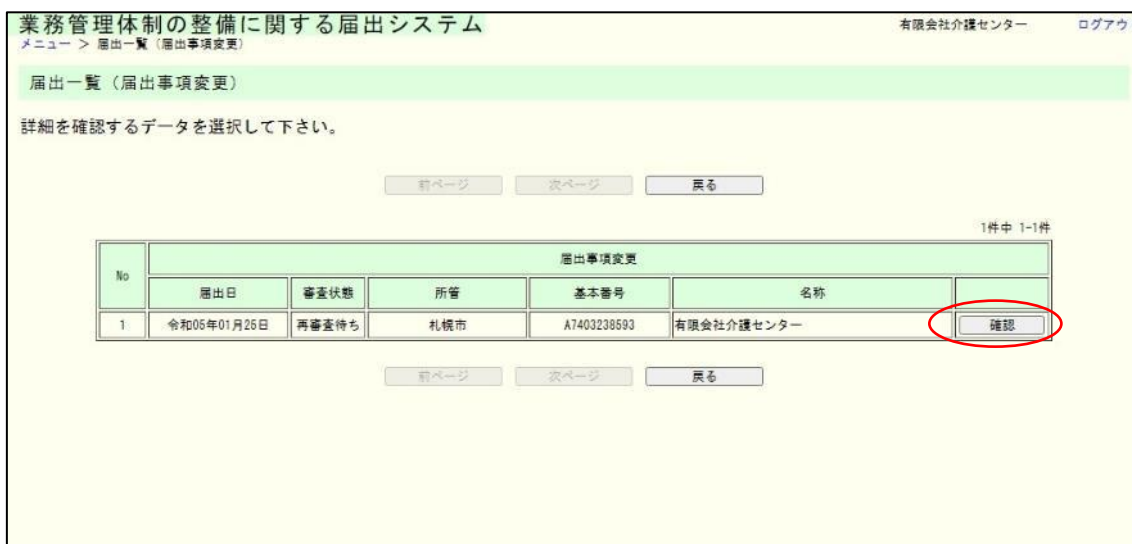 業務管理体制の整備に関する届出システム
有限会社介護センター ログアウ
メニュー > 届出一覧（届出事項変更）
届出一覧（届出事項変更）
詳細を確認するデータを選択して下さい。
前ページ 次ページ 戻る
1件中 1-1件
No 届出事項変更
届出日 審査状態 所管 基本番号 名称
1 令和05年01月25日 再審査待ち 札幌市 A7403238593 有限会社介護センター 確認
前ページ 次ページ 戻る